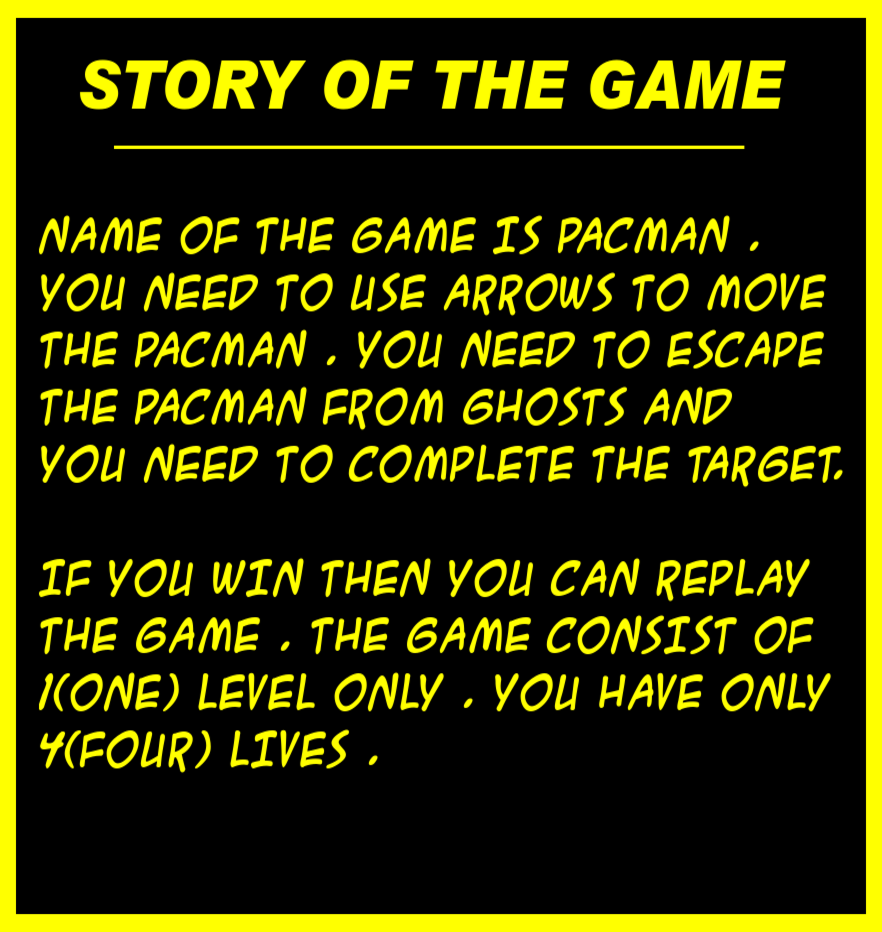 STORY OF THE GAME
NAME OF THE GAME IS PACMAN .
YOU NEED TO USE ARROWS TO MOVE
THE PACMAN . YOU NEED TO ESCAPE
THE PACMAN FROM GHOSTS AND
YOU NEED TO COMPLETE THE TARGET.
IF YOU WIN THEN YOU CAN REPLAY
THE GAME . THE GAME CONSIST OF
1(ONE) LEVEL ONLY . YOU HAVE ONLY
4(FOUR) LIVES .